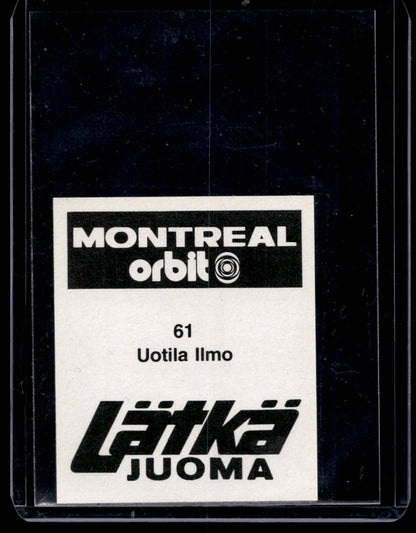 MONTREAL
orbit
61
Uotila Ilmo
Lätkä
JUOMA